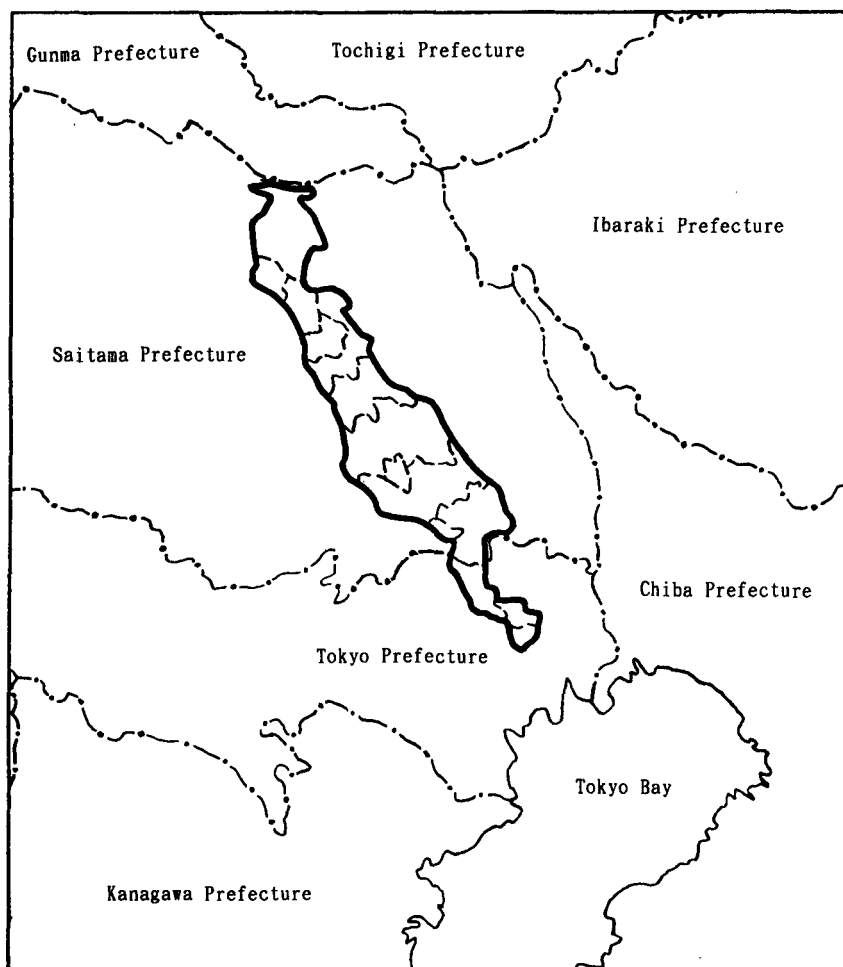 Gunma Prefecture
Tochigi Prefecture
Ibaraki Prefecture
Saitama Prefecture
Chiba Prefecture
Tokyo Prefecture
Tokyo Bay
Kanagawa Prefecture